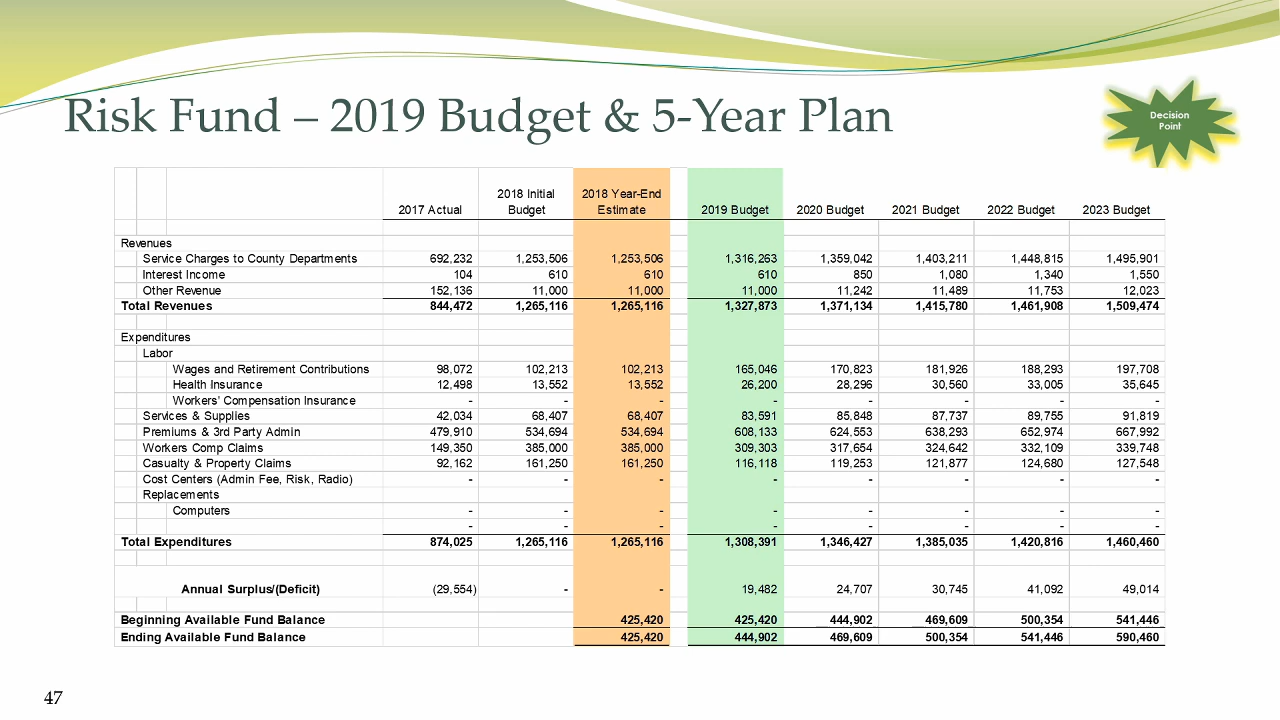 Risk Fund – 2019 Budget & 5-Year Plan
Decision
Point
2018 Initial 2018 Year-End
2017 Actual Budget Estimate 2019 Budget 2020 Budget 2021 Budget 2022 Budget 2023 Budget
Revenues
Service Charges to County Departments 692,232 1,253,506 1,253,506 1,316,263 1,359,042 1,403,211 1,448,815 1,495,901
Interest Income 104 610 610 610 850 1,080 1,340 1,550
Other Revenue 152,136 11,000 11,000 11,000 11,242 11,489 11,753 12,023
Total Revenues 844,472 1,265,116 1,265,116 1,327,873 1,371,134 1,415,780 1,461,908 1,509,474
Expenditures
Labor
Wages and Retirement Contributions 98,072 102,213 102,213 165,046 170,823 181,926 188,293 197,708
Health Insurance 12,498 13,552 13,552 26,200 28,296 30,560 33,005 35,645
Workers' Compensation Insurance - - - - - - - -
Services & Supplies 42,034 68,407 68,407 83,591 85,848 87,737 89,755 91,819
Premiums & 3rd Party Admin 479,910 534,694 534,694 608,133 624,553 638,293 652,974 667,992
Workers Comp Claims 149,350 385,000 385,000 309,303 317,654 324,642 332,109 339,748
Casualty & Property Claims 92,162 161,250 161,250 116,118 119,253 121,877 124,680 127,548
Cost Centers (Admin Fee, Risk, Radio) - - - - - - - -
Replacements
Computers - - - - - - - -
- - - - - - - -
Total Expenditures 874,025 1,265,116 1,265,116 1,308,391 1,346,427 1,385,035 1,420,816 1,460,460
Annual Surplus/(Deficit) (29,554) - - 19,482 24,707 30,745 41,092 49,014
Beginning Available Fund Balance 425,420 425,420 444,902 469,609 500,354 541,446
Ending Available Fund Balance 425,420 444,902 469,609 500,354 541,446 590,460
47